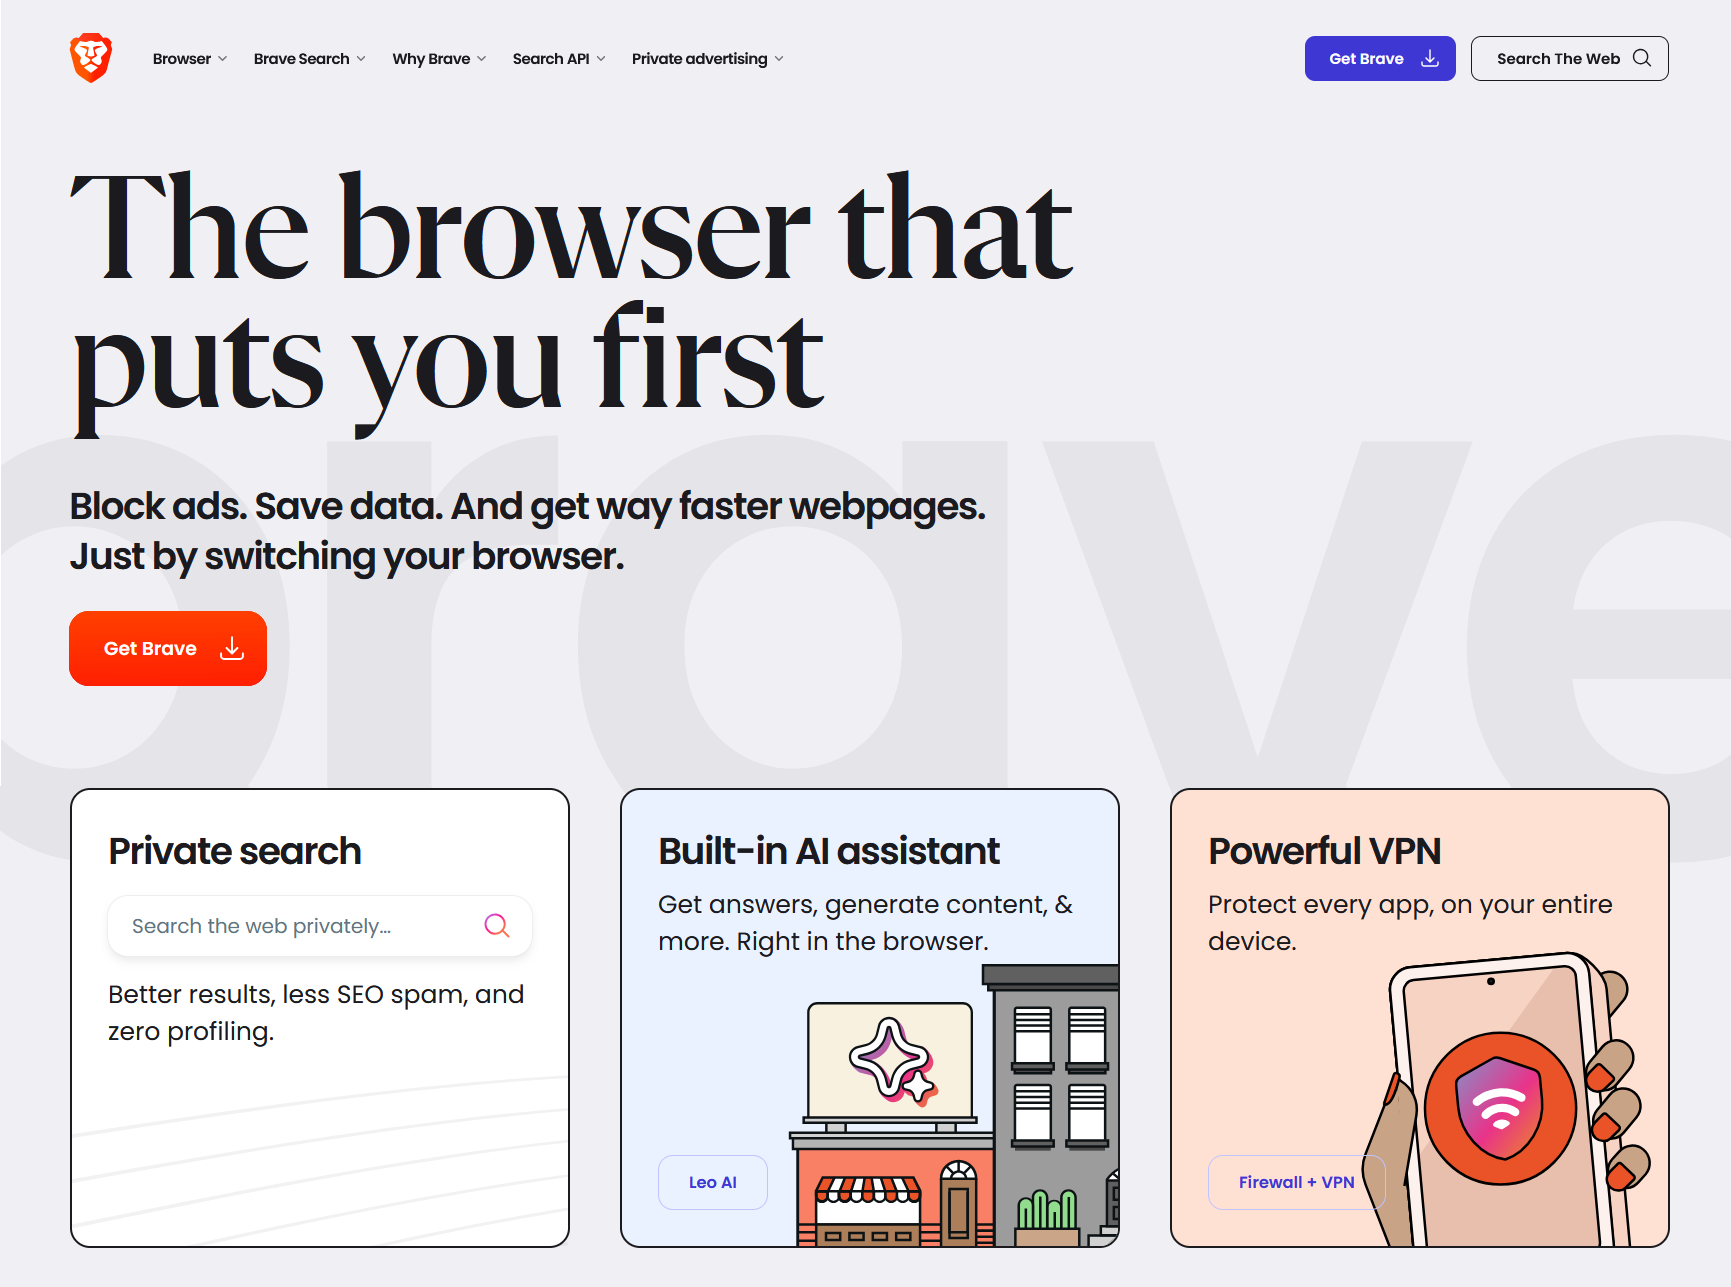 Browser
Brave Search
Why Brave
Search API
Private advertising
Get Brave
Search The Web
The browser that
puts you first
brave
Block ads. Save data. And get way faster webpages.
Just by switching your browser.
Get Brave
Private search
Search the web privately...
Better results, less SEO spam, and
zero profiling.
Built-in AI assistant
Get answers, generate content, &
more. Right in the browser.
Leo AI
Powerful VPN
Protect every app, on your entire
device.
Firewall + VPN